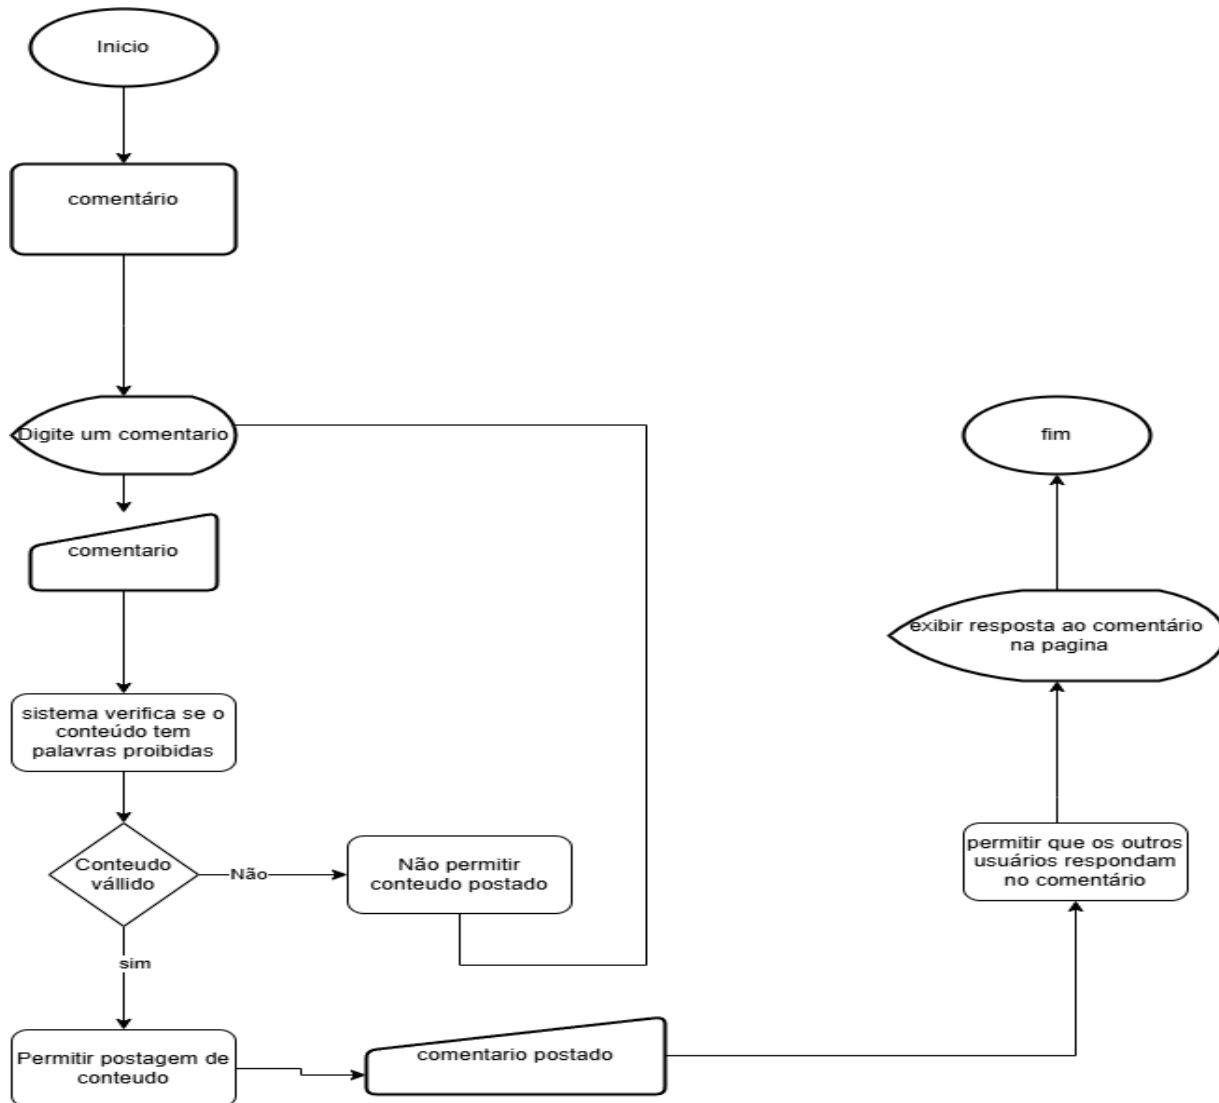 Inicio
comentário
Digite um comentario
comentario
sistema verifica se o
conteúdo tem
palavras proibidas
Conteudo
vállido
Não
Não permitir
conteudo postado
sim
Permitir postagem de
conteudo
comentario postado
permitir que os outros
usuários respondam
no comentário
exibir resposta ao comentário
na pagina
fim